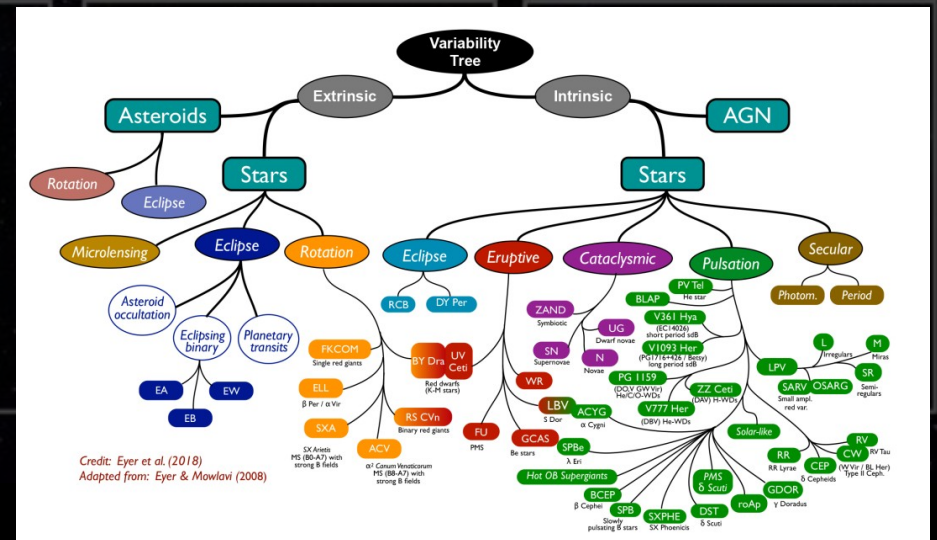 Variability
Tree
Extrinsic
Intrinsic
Asteroids
AGN
Rotation
Eclipse
Stars
Stars
Microlensing
Eclipse
Rotation
Eclipse
Eruptive
Cataclysmic
Pulsation
Secular
Asteroid
occultation
Eclipsing
binary
Planetary
transits
EA
EB
EW
RCB
DY Per
Photom.
Period
PV Tel
He star
BLAP
V361 Hya
(EC14026)
short period sdB
V1093 Her
(PG1716+426 / Betsy)
long period sdB
ZAND
Symbiotic
UG
Dwarf novae
SN
Supernovae
N
Novae
PG 1159
(DO,V GW Vir)
He/C/O-WDs
ZZ Ceti
(DAV) H-WDs
V777 Her
(DBV) He-WDs
L
Irregulars
M
Miras
LPV
SARV
Small ampl.
red var.
OSARG
SR
Semi-
regulars
FKCOM
Single red giants
BY Dra
UV
Ceti
Red dwarfs
(K-M stars)
ELL
β Per / α Vir
RS CVn
Binary red giants
SXA
SX Arietis
MS (B0-A7) with
strong B fields
ACV
α² Canum Venaticorum
MS (B8-A7) with
strong B fields
WR
LBV
S Dor
ACYG
α Cygni
FU
PMS
GCAS
Be stars
SPBe
λ Eri
Solar-like
Hot OB Supergiants
BCEP
β Cephei
SPB
Slowly
pulsating B stars
SXPHE
SX Phoenicis
PMS
δ Scuti
DST
δ Scuti
roAp
GDOR
γ Doradus
RR
RR Lyrae
CEP
δ Cepheids
RV
RV Tau
CW
(W Vir / BL Her)
Type II Ceph.
Credit: Eyer et al. (2018)
Adapted from: Eyer & Mowlavi (2008)